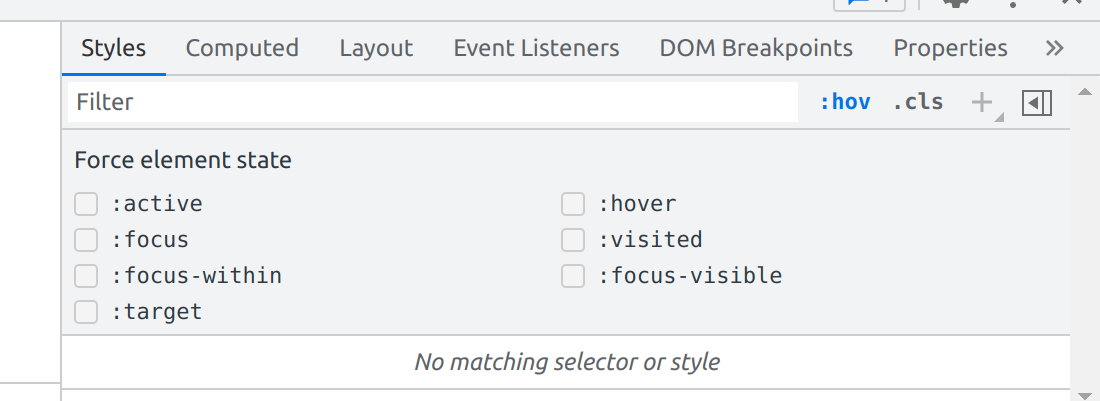 Styles Computed Layout Event Listeners DOM Breakpoints Properties
Filter :hov .cls
Force element state
:active :hover
:focus :visited
:focus-within :focus-visible
:target
No matching selector or style